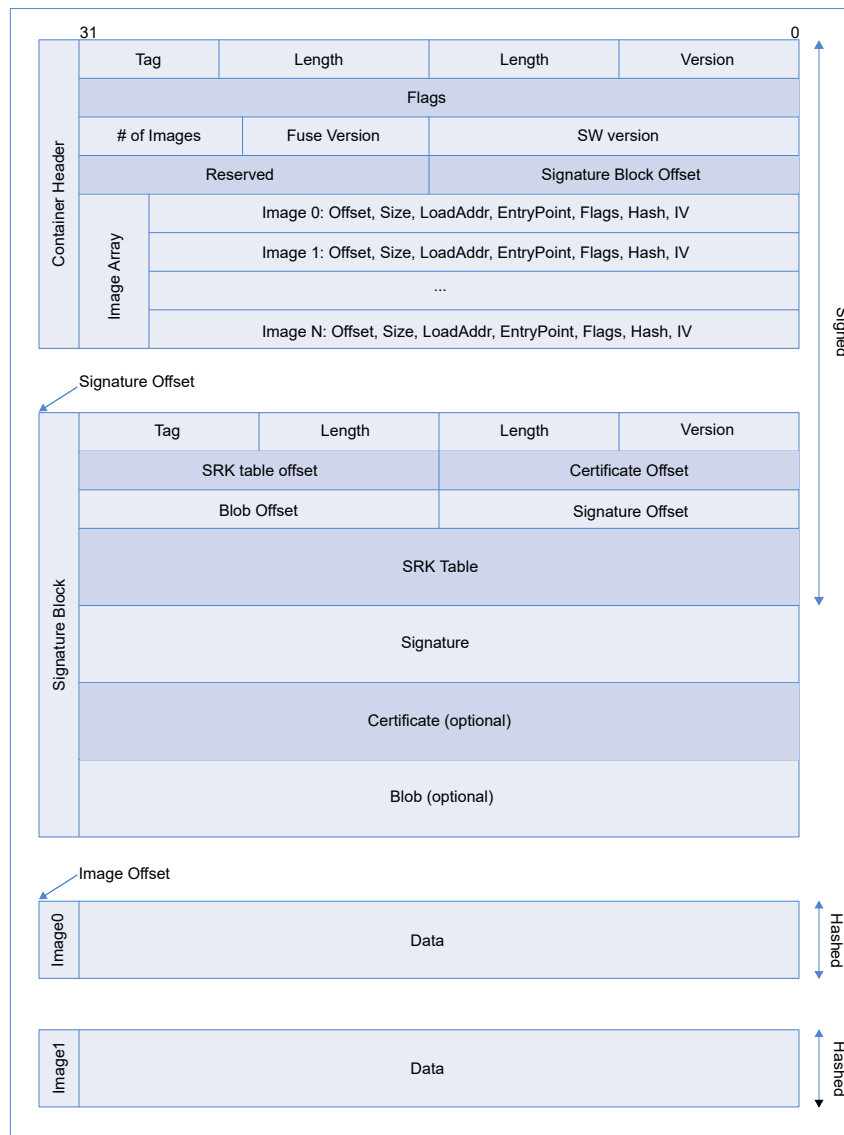 31 0
Container Header
Tag Length Length Version
Flags
# of Images Fuse Version SW version
Reserved Signature Block Offset
Image Array
Image 0: Offset, Size, LoadAddr, EntryPoint, Flags, Hash, IV
Image 1: Offset, Size, LoadAddr, EntryPoint, Flags, Hash, IV
...
Image N: Offset, Size, LoadAddr, EntryPoint, Flags, Hash, IV
Signed
Signature Offset
Signature Block
Tag Length Length Version
SRK table offset Certificate Offset
Blob Offset Signature Offset
SRK Table
Signature
Certificate (optional)
Blob (optional)
Image Offset
Image0 Data Hashed
Image1 Data Hashed